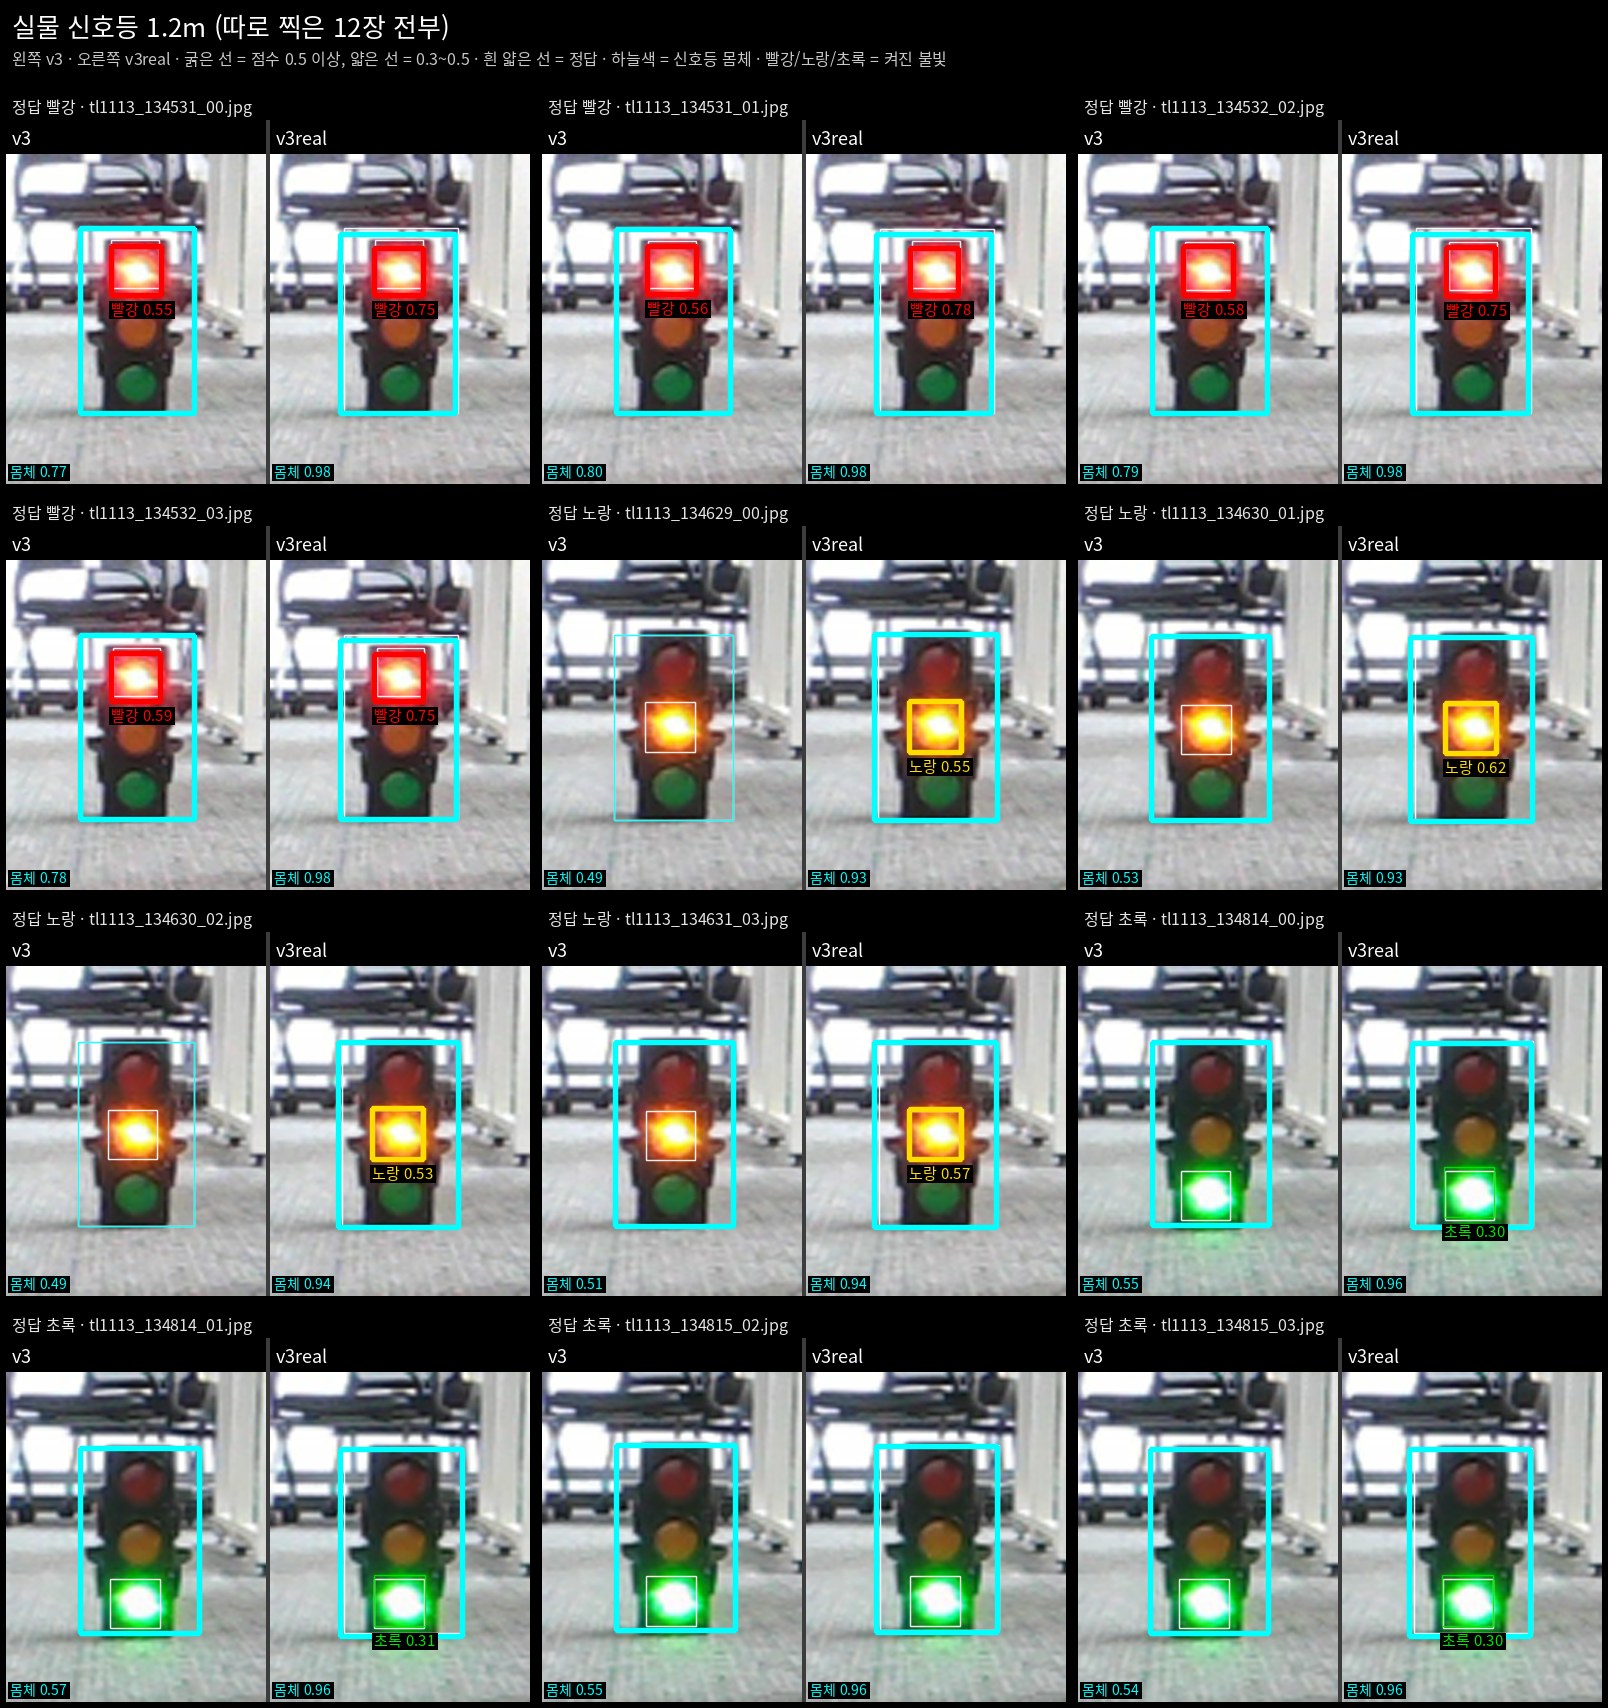 실물 신호등 1.2m (따로 찍은 12장 전부)
왼쪽 v3 · 오른쪽 v3real · 굵은 선 = 점수 0.5 이상, 얇은 선 = 0.3~0.5 · 흰 얇은 선 = 정답 · 하늘색 = 신호등 몸체 · 빨강/노랑/초록 = 켜진 불빛
정답 빨강 · tl1113_134531_00.jpg
v3
v3real
빨강 0.55
빨강 0.75
몸체 0.77
몸체 0.98
정답 빨강 · tl1113_134531_01.jpg
v3
v3real
빨강 0.56
빨강 0.78
몸체 0.80
몸체 0.98
정답 빨강 · tl1113_134532_02.jpg
v3
v3real
빨강 0.58
빨강 0.75
몸체 0.79
몸체 0.98
정답 빨강 · tl1113_134532_03.jpg
v3
v3real
빨강 0.59
빨강 0.75
몸체 0.78
몸체 0.98
정답 노랑 · tl1113_134629_00.jpg
v3
v3real
노랑 0.55
몸체 0.49
몸체 0.93
정답 노랑 · tl1113_134630_01.jpg
v3
v3real
노랑 0.62
몸체 0.53
몸체 0.93
정답 노랑 · tl1113_134630_02.jpg
v3
v3real
노랑 0.53
몸체 0.49
몸체 0.94
정답 노랑 · tl1113_134631_03.jpg
v3
v3real
노랑 0.57
몸체 0.51
몸체 0.94
정답 초록 · tl1113_134814_00.jpg
v3
v3real
초록 0.30
몸체 0.55
몸체 0.96
정답 초록 · tl1113_134814_01.jpg
v3
v3real
초록 0.31
몸체 0.57
몸체 0.96
정답 초록 · tl1113_134815_02.jpg
v3
v3real
몸체 0.55
몸체 0.96
정답 초록 · tl1113_134815_03.jpg
v3
v3real
초록 0.30
몸체 0.54
몸체 0.96